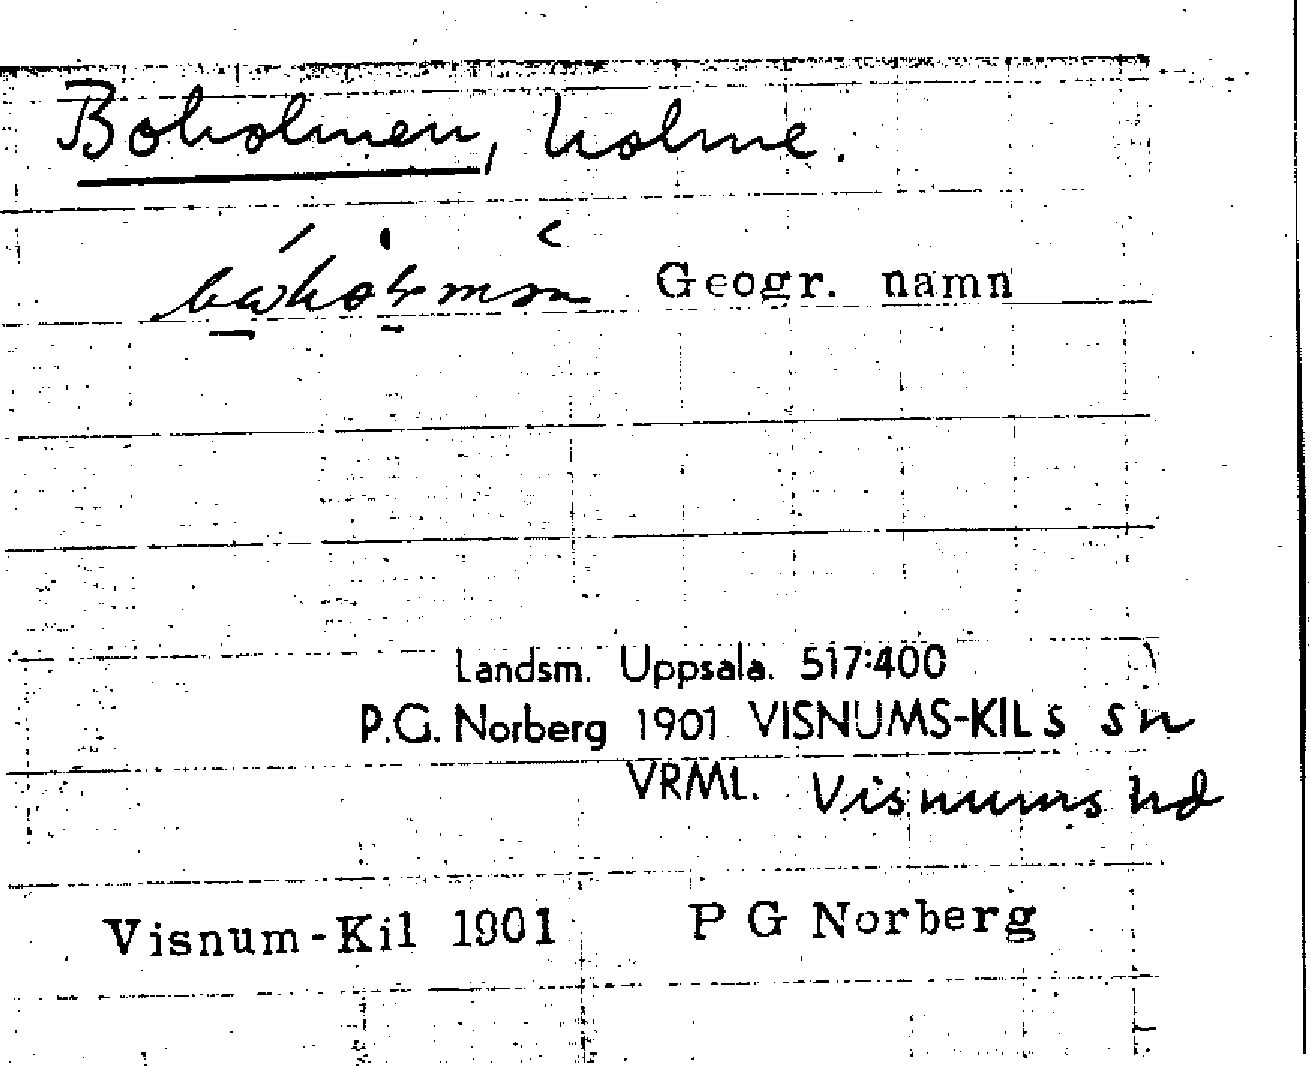 Boholmen, holme.
Geogr. namn
Landsm. Uppsala. 517:400
P.G. Norberg 1901 VISNUMS-KILS sn
VRML. Visnums hd
Visnum-Kil 1901 P G Norberg